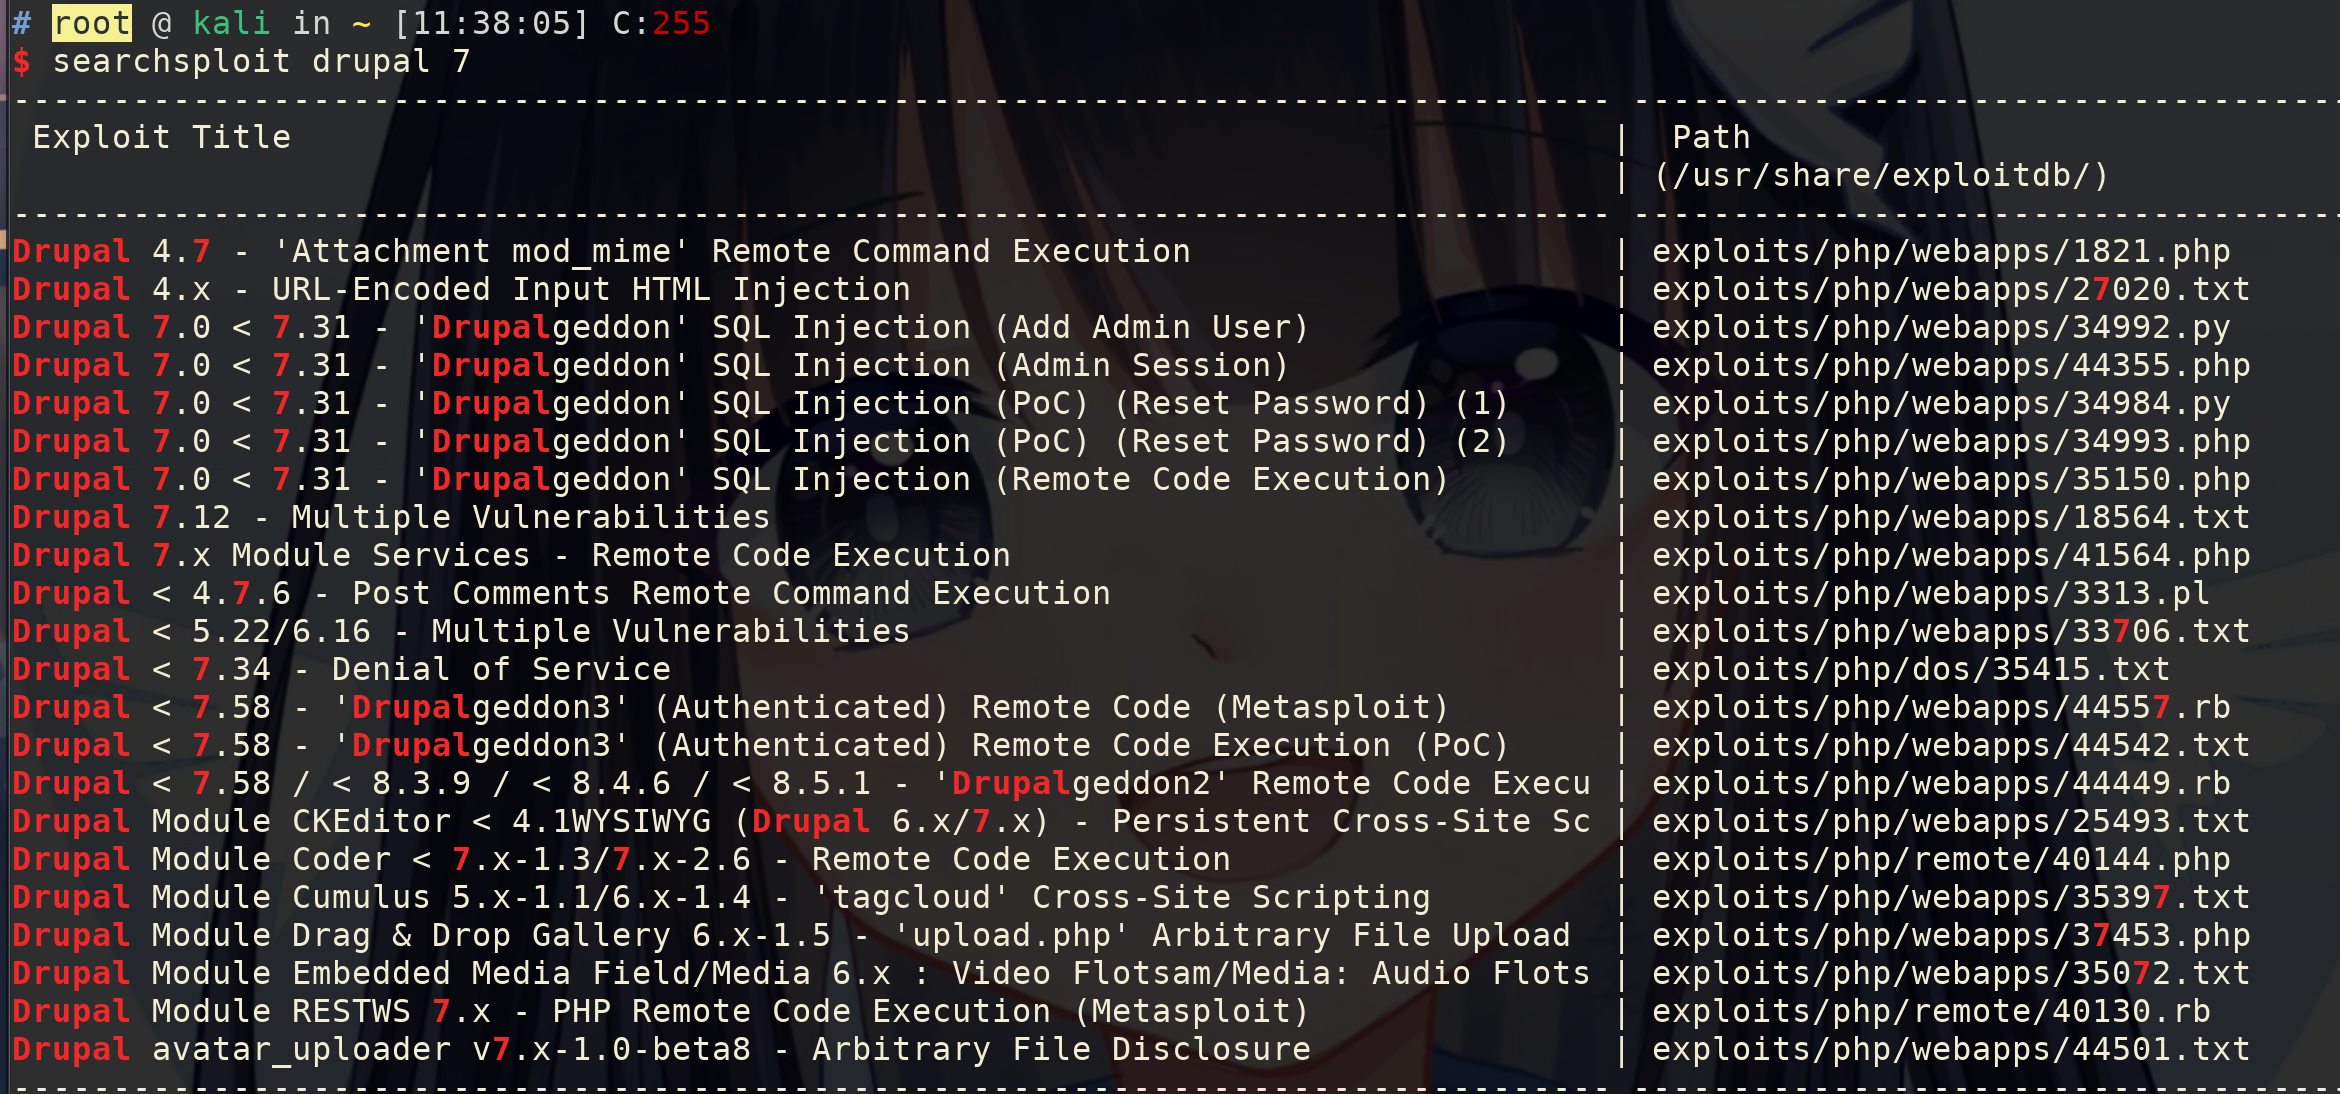 # root @ kali in ~ [11:38:05] C:255
$ searchsploit drupal 7
--------------------------------------------------------------------------------- ------------------------------------
 Exploit Title                                                                   |  Path
                                                                                 | (/usr/share/exploitdb/)
--------------------------------------------------------------------------------- ------------------------------------
Drupal 4.7 - 'Attachment mod_mime' Remote Command Execution                      | exploits/php/webapps/1821.php
Drupal 4.x - URL-Encoded Input HTML Injection                                    | exploits/php/webapps/27020.txt
Drupal 7.0 < 7.31 - 'Drupalgeddon' SQL Injection (Add Admin User)                | exploits/php/webapps/34992.py
Drupal 7.0 < 7.31 - 'Drupalgeddon' SQL Injection (Admin Session)                 | exploits/php/webapps/44355.php
Drupal 7.0 < 7.31 - 'Drupalgeddon' SQL Injection (PoC) (Reset Password) (1)      | exploits/php/webapps/34984.py
Drupal 7.0 < 7.31 - 'Drupalgeddon' SQL Injection (PoC) (Reset Password) (2)      | exploits/php/webapps/34993.php
Drupal 7.0 < 7.31 - 'Drupalgeddon' SQL Injection (Remote Code Execution)         | exploits/php/webapps/35150.php
Drupal 7.12 - Multiple Vulnerabilities                                           | exploits/php/webapps/18564.txt
Drupal 7.x Module Services - Remote Code Execution                               | exploits/php/webapps/41564.php
Drupal < 4.7.6 - Post Comments Remote Command Execution                          | exploits/php/webapps/3313.pl
Drupal < 5.22/6.16 - Multiple Vulnerabilities                                    | exploits/php/webapps/33706.txt
Drupal < 7.34 - Denial of Service                                                | exploits/php/dos/35415.txt
Drupal < 7.58 - 'Drupalgeddon3' (Authenticated) Remote Code (Metasploit)         | exploits/php/webapps/44557.rb
Drupal < 7.58 - 'Drupalgeddon3' (Authenticated) Remote Code Execution (PoC)      | exploits/php/webapps/44542.txt
Drupal < 7.58 / < 8.3.9 / < 8.4.6 / < 8.5.1 - 'Drupalgeddon2' Remote Code Execu  | exploits/php/webapps/44449.rb
Drupal Module CKEditor < 4.1WYSIWYG (Drupal 6.x/7.x) - Persistent Cross-Site Sc  | exploits/php/webapps/25493.txt
Drupal Module Coder < 7.x-1.3/7.x-2.6 - Remote Code Execution                    | exploits/php/remote/40144.php
Drupal Module Cumulus 5.x-1.1/6.x-1.4 - 'tagcloud' Cross-Site Scripting          | exploits/php/webapps/35397.txt
Drupal Module Drag & Drop Gallery 6.x-1.5 - 'upload.php' Arbitrary File Upload   | exploits/php/webapps/37453.php
Drupal Module Embedded Media Field/Media 6.x : Video Flotsam/Media: Audio Flots  | exploits/php/webapps/35072.txt
Drupal Module RESTWS 7.x - PHP Remote Code Execution (Metasploit)                | exploits/php/remote/40130.rb
Drupal avatar_uploader v7.x-1.0-beta8 - Arbitrary File Disclosure                | exploits/php/webapps/44501.txt
--------------------------------------------------------------------------------- ------------------------------------